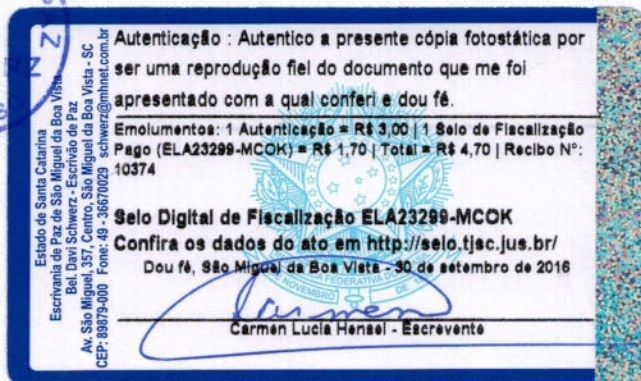 Estado de Santa Catarina
Escrivania de Paz de São Miguel da Boa Vista
Bel. Davi Schwerz - Escrivão de Paz
Av. São Miguel, 357, Centro, São Miguel da Boa Vista - SC
CEP: 89879-000 Fone: 49 - 36670029 schwerz@mhnet.com.br
Autenticação : Autentico a presente cópia fotostática por
ser uma reprodução fiel do documento que me foi
apresentado com a qual conferi e dou fé.
Emolumentos: 1 Autenticação = R$ 3,00 | 1 Selo de Fiscalização
Pago (ELA23299-MCOK) = R$ 1,70 | Total = R$ 4,70 | Recibo Nº:
10374
Selo Digital de Fiscalização ELA23299-MCOK
Confira os dados do ato em http://selo.tjsc.jus.br/
Dou fé, São Miguel da Boa Vista - 30 de setembro de 2016
Carmen
Carmen Lucia Hensel - Escrevente